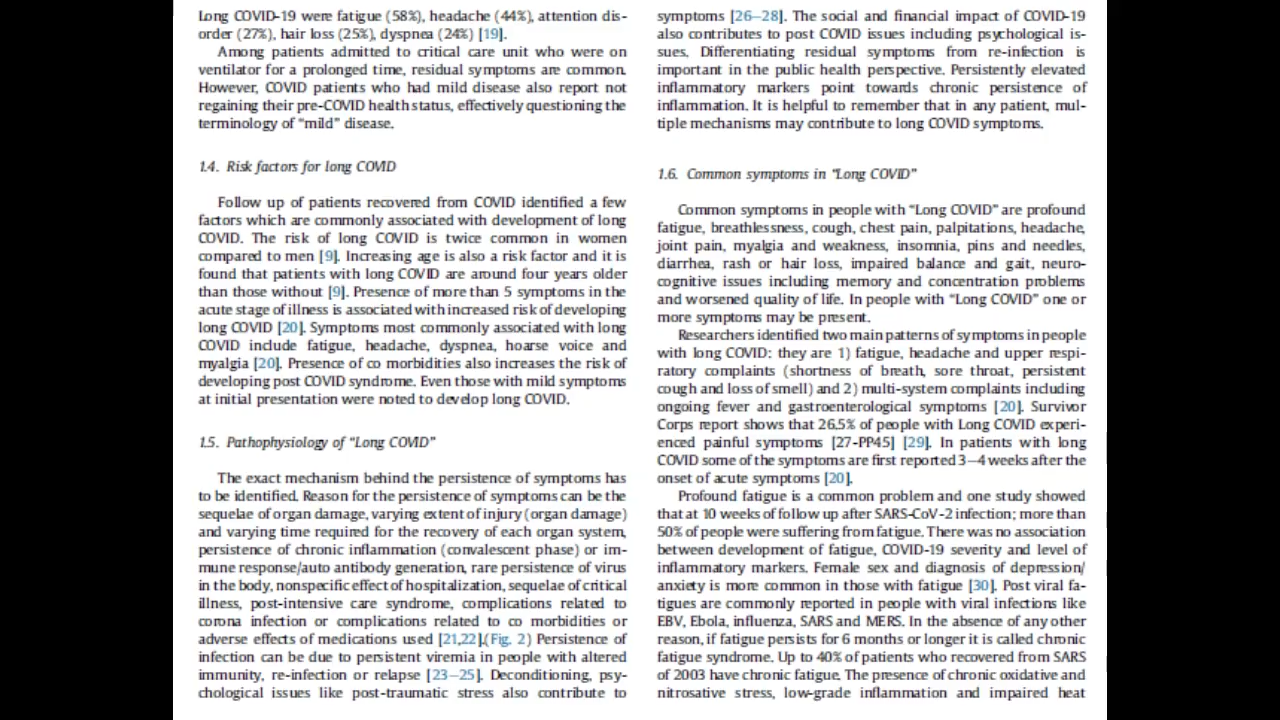 Long COVID-19 were fatigue (58%), headache (44%), attention dis-
order (27%), hair loss (25%), dyspnea (24%) [19].
Among patients admitted to critical care unit who were on
ventilator for a prolonged time, residual symptoms are common.
However, COVID patients who had mild disease also report not
regaining their pre-COVID health status, effectively questioning the
terminology of “mild” disease.
1.4. Risk factors for long COVID
Follow up of patients recovered from COVID identified a few
factors which are commonly associated with development of long
COVID. The risk of long COVID is twice common in women
compared to men [9]. Increasing age is also a risk factor and it is
found that patients with long COVID are around four years older
than those without [9]. Presence of more than 5 symptoms in the
acute stage of illness is associated with increased risk of developing
long COVID [20]. Symptoms most commonly associated with long
COVID include fatigue, headache, dyspnea, hoarse voice and
myalgia [20]. Presence of co morbidities also increases the risk of
developing post COVID syndrome. Even those with mild symptoms
at initial presentation were noted to develop long COVID.
1.5. Pathophysiology of “Long COVID”
The exact mechanism behind the persistence of symptoms has
to be identified. Reason for the persistence of symptoms can be the
sequelae of organ damage, varying extent of injury (organ damage)
and varying time required for the recovery of each organ system,
persistence of chronic inflammation (convalescent phase) or im-
mune response/auto antibody generation, rare persistence of virus
in the body, nonspecific effect of hospitalization, sequelae of critical
illness, post-intensive care syndrome, complications related to
corona infection or complications related to co morbidities or
adverse effects of medications used [21,22].(Fig. 2) Persistence of
infection can be due to persistent viremia in people with altered
immunity, re-infection or relapse [23–25]. Deconditioning, psy-
chological issues like post-traumatic stress also contribute to
symptoms [26–28]. The social and financial impact of COVID-19
also contributes to post COVID issues including psychological is-
sues. Differentiating residual symptoms from re-infection is
important in the public health perspective. Persistently elevated
inflammatory markers point towards chronic persistence of
inflammation. It is helpful to remember that in any patient, mul-
tiple mechanisms may contribute to long COVID symptoms.
1.6. Common symptoms in “Long COVID”
Common symptoms in people with “Long COVID” are profound
fatigue, breathlessness, cough, chest pain, palpitations, headache,
joint pain, myalgia and weakness, insomnia, pins and needles,
diarrhea, rash or hair loss, impaired balance and gait, neuro-
cognitive issues including memory and concentration problems
and worsened quality of life. In people with “Long COVID” one or
more symptoms may be present.
Researchers identified two main patterns of symptoms in people
with long COVID: they are 1) fatigue, headache and upper respi-
ratory complaints (shortness of breath, sore throat, persistent
cough and loss of smell) and 2) multi-system complaints including
ongoing fever and gastroenterological symptoms [20]. Survivor
Corps report shows that 26.5% of people with Long COVID experi-
enced painful symptoms [27-PP45] [29]. In patients with long
COVID some of the symptoms are first reported 3–4 weeks after the
onset of acute symptoms [20].
Profound fatigue is a common problem and one study showed
that at 10 weeks of follow up after SARS-CoV-2 infection; more than
50% of people were suffering from fatigue. There was no association
between development of fatigue, COVID-19 severity and level of
inflammatory markers. Female sex and diagnosis of depression/
anxiety is more common in those with fatigue [30]. Post viral fa-
tigues are commonly reported in people with viral infections like
EBV, Ebola, influenza, SARS and MERS. In the absence of any other
reason, if fatigue persists for 6 months or longer it is called chronic
fatigue syndrome. Up to 40% of patients who recovered from SARS
of 2003 have chronic fatigue. The presence of chronic oxidative and
nitrosative stress, low-grade inflammation and impaired heat